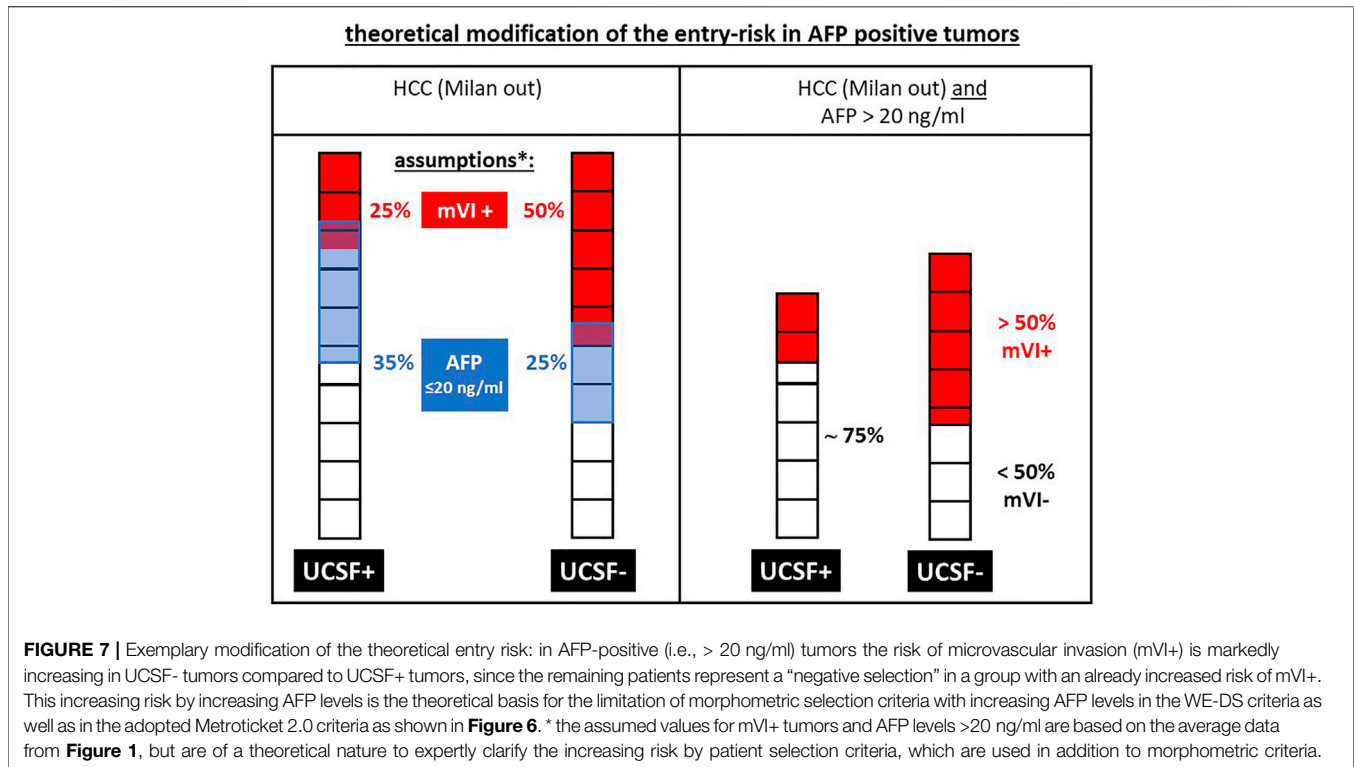 theoretical modification of the entry-risk in AFP positive tumors
HCC (Milan out)
HCC (Milan out) and
AFP > 20 ng/ml
assumptions*:
25%
mVI +
50%
35%
AFP
≤20 ng/ml
25%
UCSF+
UCSF-
~ 75%
> 50%
mVI+
< 50%
mVI-
UCSF+
UCSF-
FIGURE 7 | Exemplary modification of the theoretical entry risk: in AFP-positive (i.e., > 20 ng/ml) tumors the risk of microvascular invasion (mVI+) is markedly
increasing in UCSF- tumors compared to UCSF+ tumors, since the remaining patients represent a “negative selection” in a group with an already increased risk of mVI+.
This increasing risk by increasing AFP levels is the theoretical basis for the limitation of morphometric selection criteria with increasing AFP levels in the WE-DS criteria as
well as in the adopted Metroticket 2.0 criteria as shown in Figure 6. * the assumed values for mVI+ tumors and AFP levels >20 ng/ml are based on the average data
from Figure 1, but are of a theoretical nature to expertly clarify the increasing risk by patient selection criteria, which are used in addition to morphometric criteria.